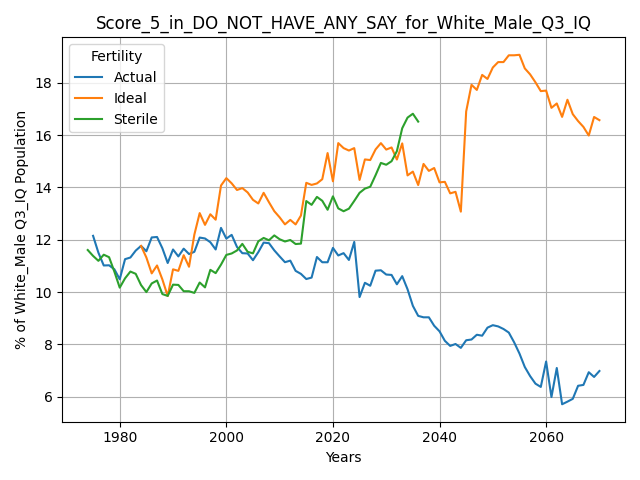 Score_5_in_DO_NOT_HAVE_ANY_SAY_for_White_Male_Q3_IQ
Fertility
Actual
Ideal
Sterile
% of White_Male Q3_IQ Population
18
16
14
12
10
8
6
1980
2000
2020
2040
2060
Years